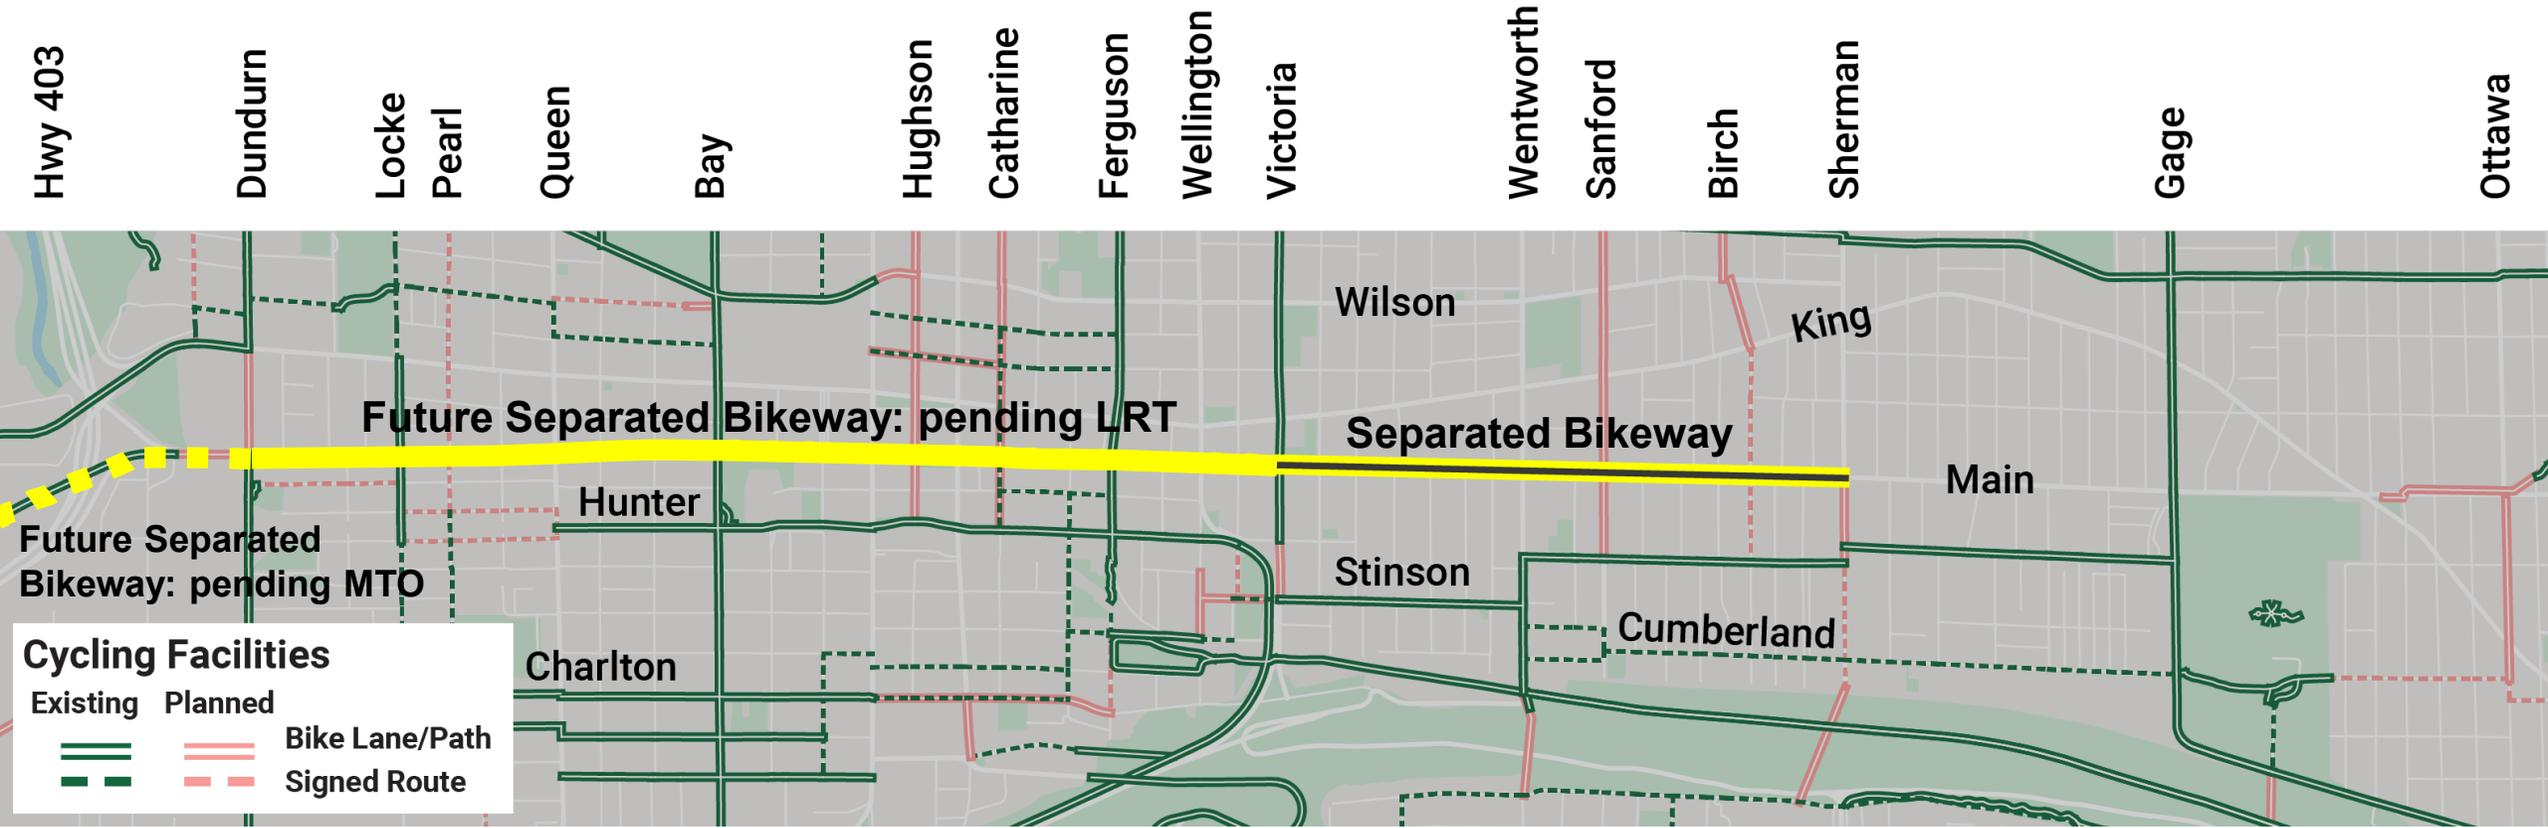 Hwy 403
Dundurn
Locke
Pearl
Queen
Bay
Hughson
Catharine
Ferguson
Wellington
Victoria
Wentworth
Sanford
Birch
Sherman
Gage
Ottawa
Wilson
King
Future Separated Bikeway: pending LRT
Separated Bikeway
Main
Hunter
Future Separated
Bikeway: pending MTO
Stinson
Cumberland
Charlton
Cycling Facilities
Existing Planned
Bike Lane/Path
Signed Route